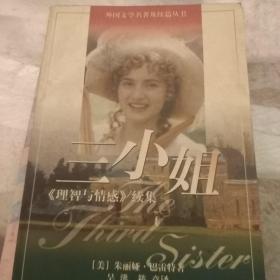 外国文学名著及续篇丛书
三小姐
《理智与情感》续集
The
Third Sister
[美]朱丽娅·巴雷特著